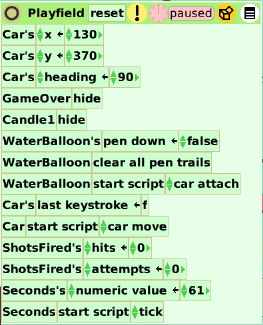 Playfield reset ! paused
Car's x ← 130
Car's y ← 370
Car's heading ← 90
GameOver hide
Candle1 hide
WaterBalloon's pen down ← false
WaterBalloon clear all pen trails
WaterBalloon start script car attach
Car's last keystroke ← f
Car start script car move
ShotsFired's hits ← 0
ShotsFired's attempts ← 0
Seconds's numeric value ← 61
Seconds start script tick